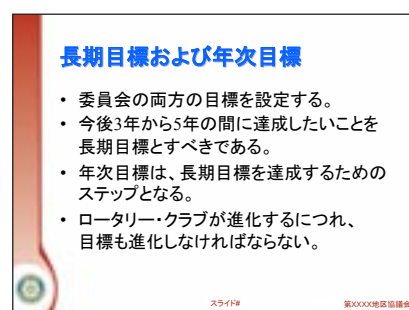 長期目標および年次目標
• 委員会の両方の目標を設定する。
• 今後3年から5年の間に達成したいことを
長期目標とすべきである。
• 年次目標は、長期目標を達成するための
ステップとなる。
• ロータリー・クラブが進化するにつれ、
目標も進化しなければならない。
スライド#
第XXXX地区協議会